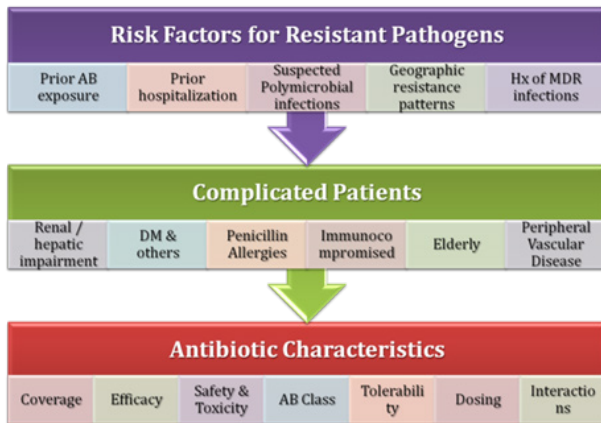 Risk Factors for Resistant Pathogens
Prior AB
exposure
Prior
hospitalization
Suspected
Polymicrobial
infections
Geographic
resistance
patterns
Hx of MDR
infections
Complicated Patients
Renal /
hepatic
impairment
DM &
others
Penicillin
Allergies
Immunoco
mpromised
Elderly
Peripheral
Vascular
Disease
Antibiotic Characteristics
Coverage
Efficacy
Safety &
Toxicity
AB Class
Tolerabili
ty
Dosing
Interactio
ns